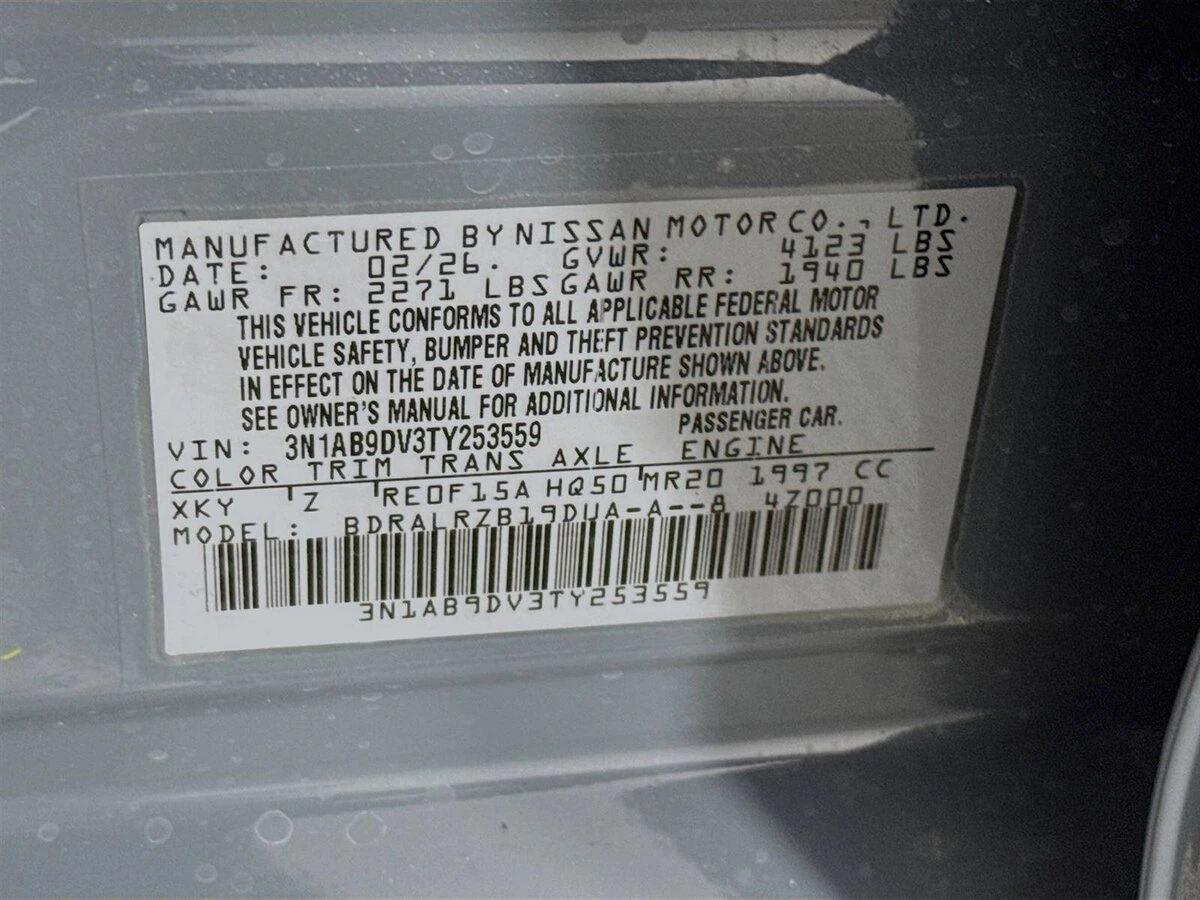 MANUFACTURED BY NISSAN MOTOR CO., LTD.
DATE: 02/26. GVWR: 4123 LBS
GAWR FR: 2271 LBS GAWR RR: 1940 LBS
THIS VEHICLE CONFORMS TO ALL APPLICABLE FEDERAL MOTOR
VEHICLE SAFETY, BUMPER AND THEFT PREVENTION STANDARDS
IN EFFECT ON THE DATE OF MANUFACTURE SHOWN ABOVE.
SEE OWNER'S MANUAL FOR ADDITIONAL INFORMATION.
VIN: 3N1AB9DV3TY253559 PASSENGER CAR.
COLOR TRIM TRANS AXLE ENGINE
XKY Z RE0F15A HQ50 MR20 1997 CC
MODEL: BDRALRZB19DUA-A--8 4Z000
3N1AB9DV3TY253559